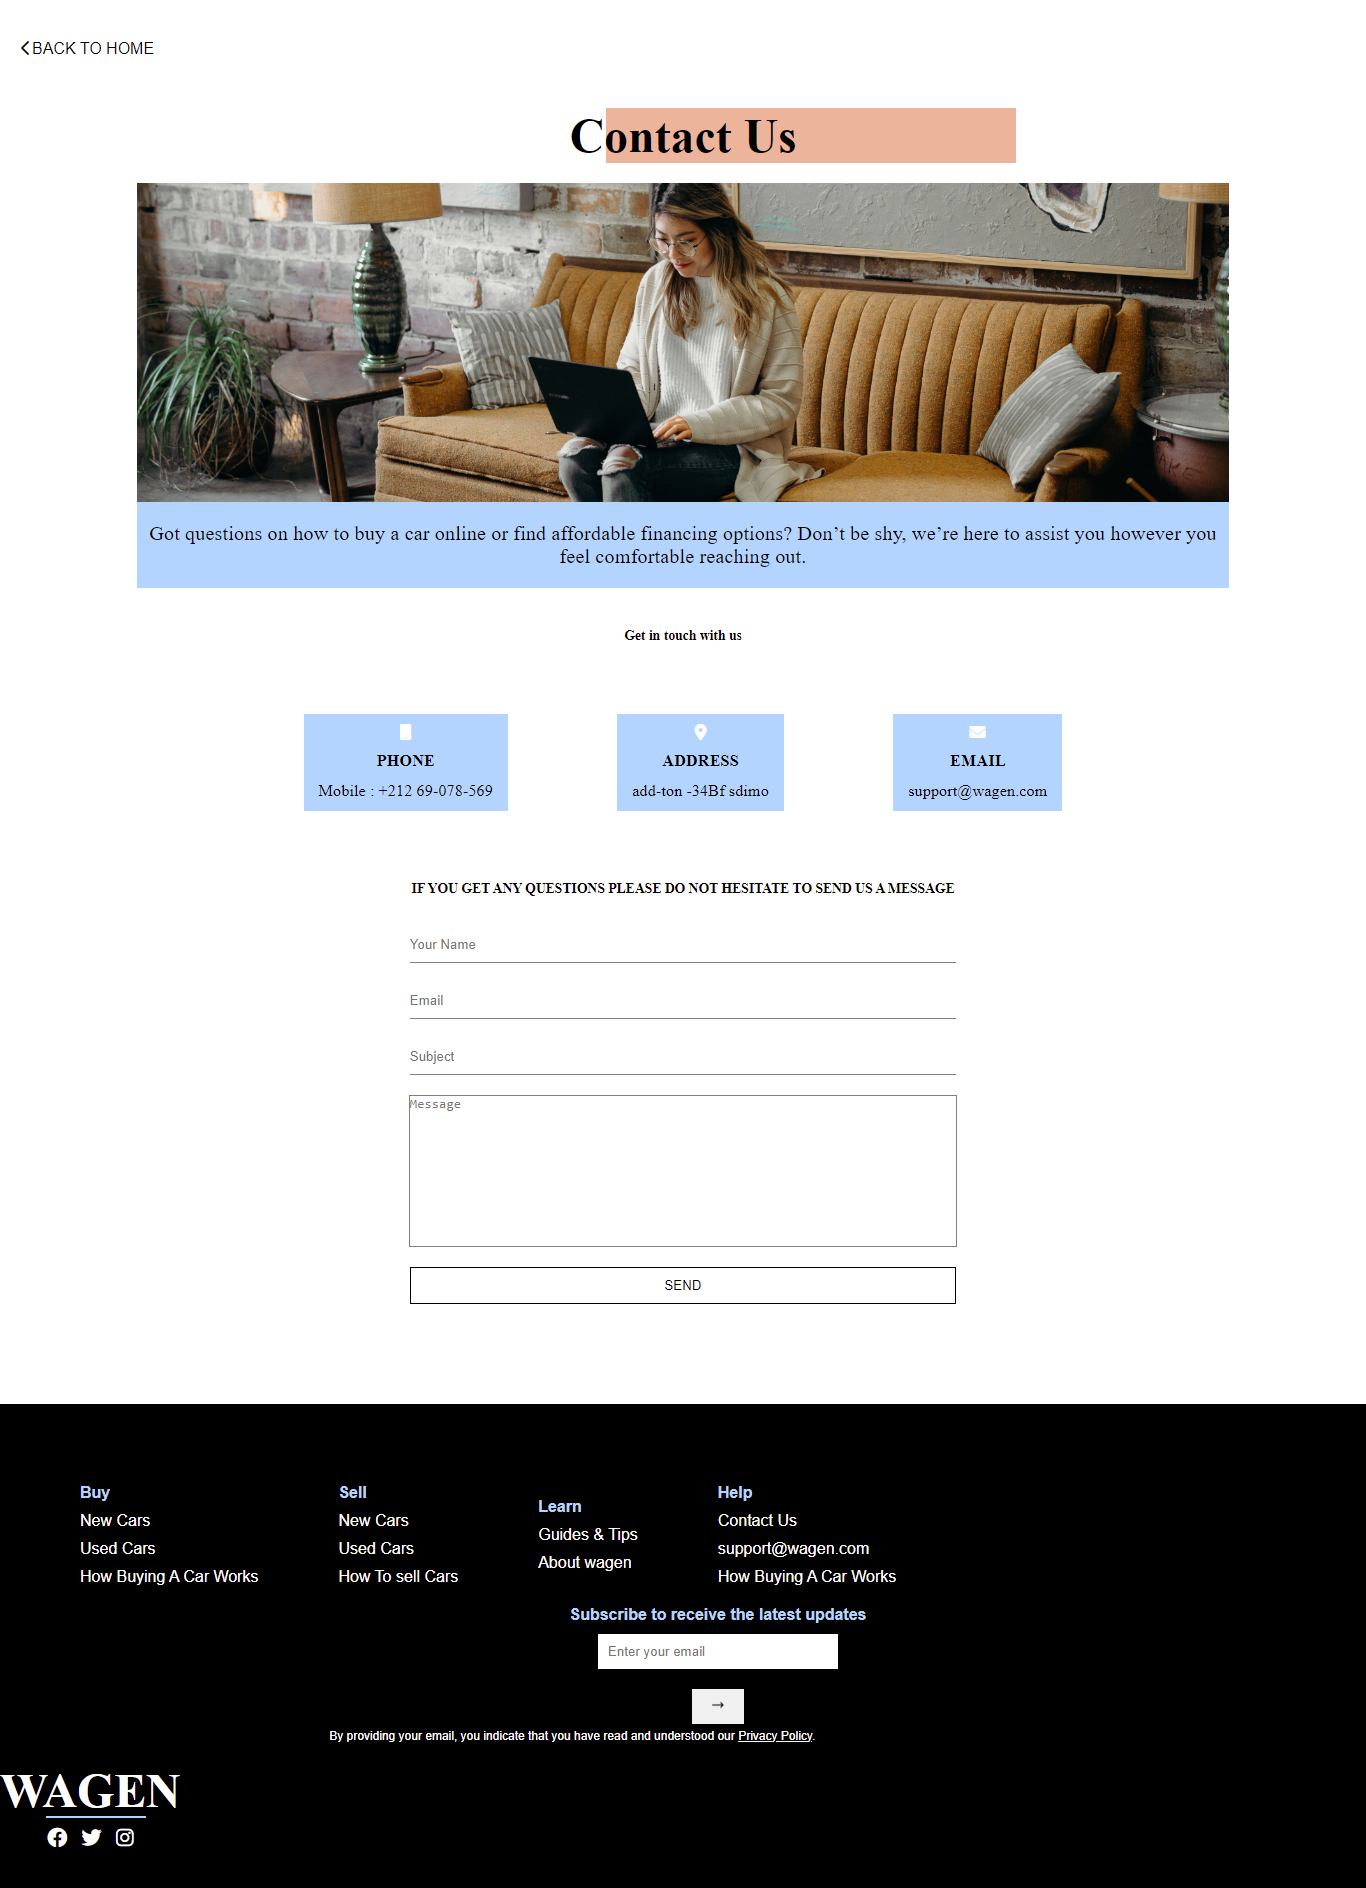 BACK TO HOME
Contact Us
Got questions on how to buy a car online or find affordable financing options? Don’t be shy, we’re here to assist you however you
feel comfortable reaching out.
Get in touch with us
PHONE
Mobile : +212 69-078-569
ADDRESS
add-ton -34Bf sdimo
EMAIL
support@wagen.com
IF YOU GET ANY QUESTIONS PLEASE DO NOT HESITATE TO SEND US A MESSAGE
Your Name
Email
Subject
Message
SEND
Buy
New Cars
Used Cars
How Buying A Car Works
Sell
New Cars
Used Cars
How To sell Cars
Learn
Guides & Tips
About wagen
Help
Contact Us
support@wagen.com
How Buying A Car Works
Subscribe to receive the latest updates
Enter your email
→
By providing your email, you indicate that you have read and understood our Privacy Policy.
WAGEN